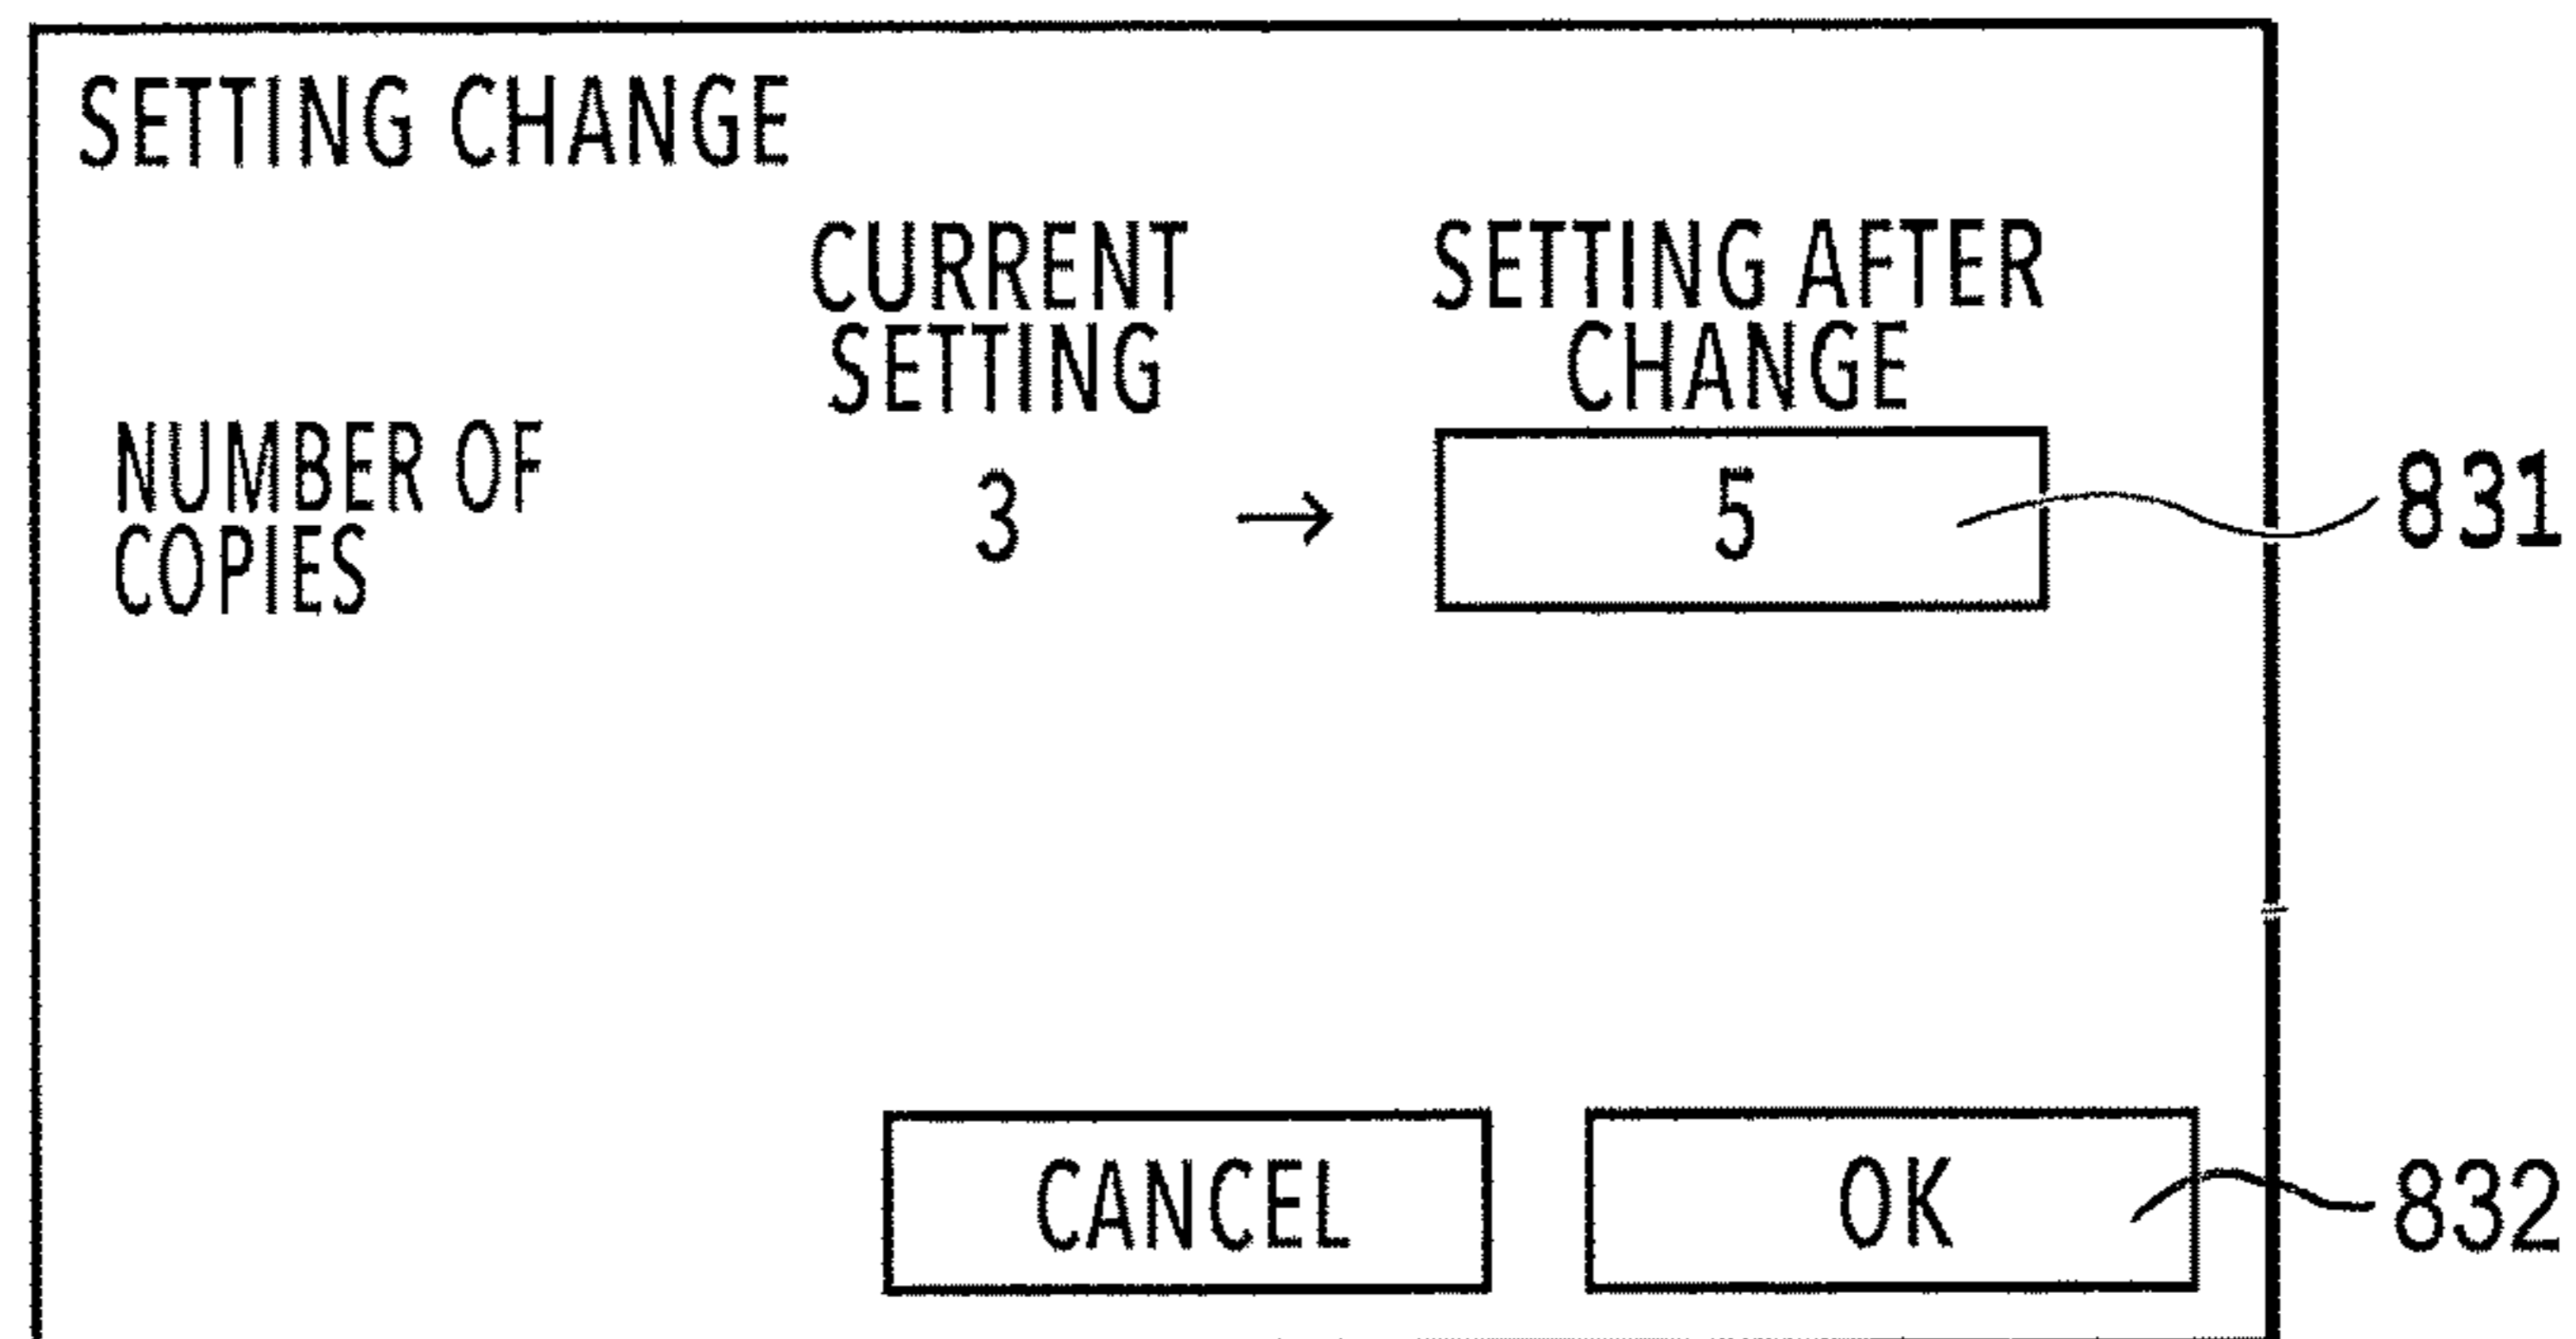 SETTING CHANGE
CURRENT SETTING
SETTING AFTER CHANGE
NUMBER OF
COPIES
3 → 5
831
CANCEL
OK
832